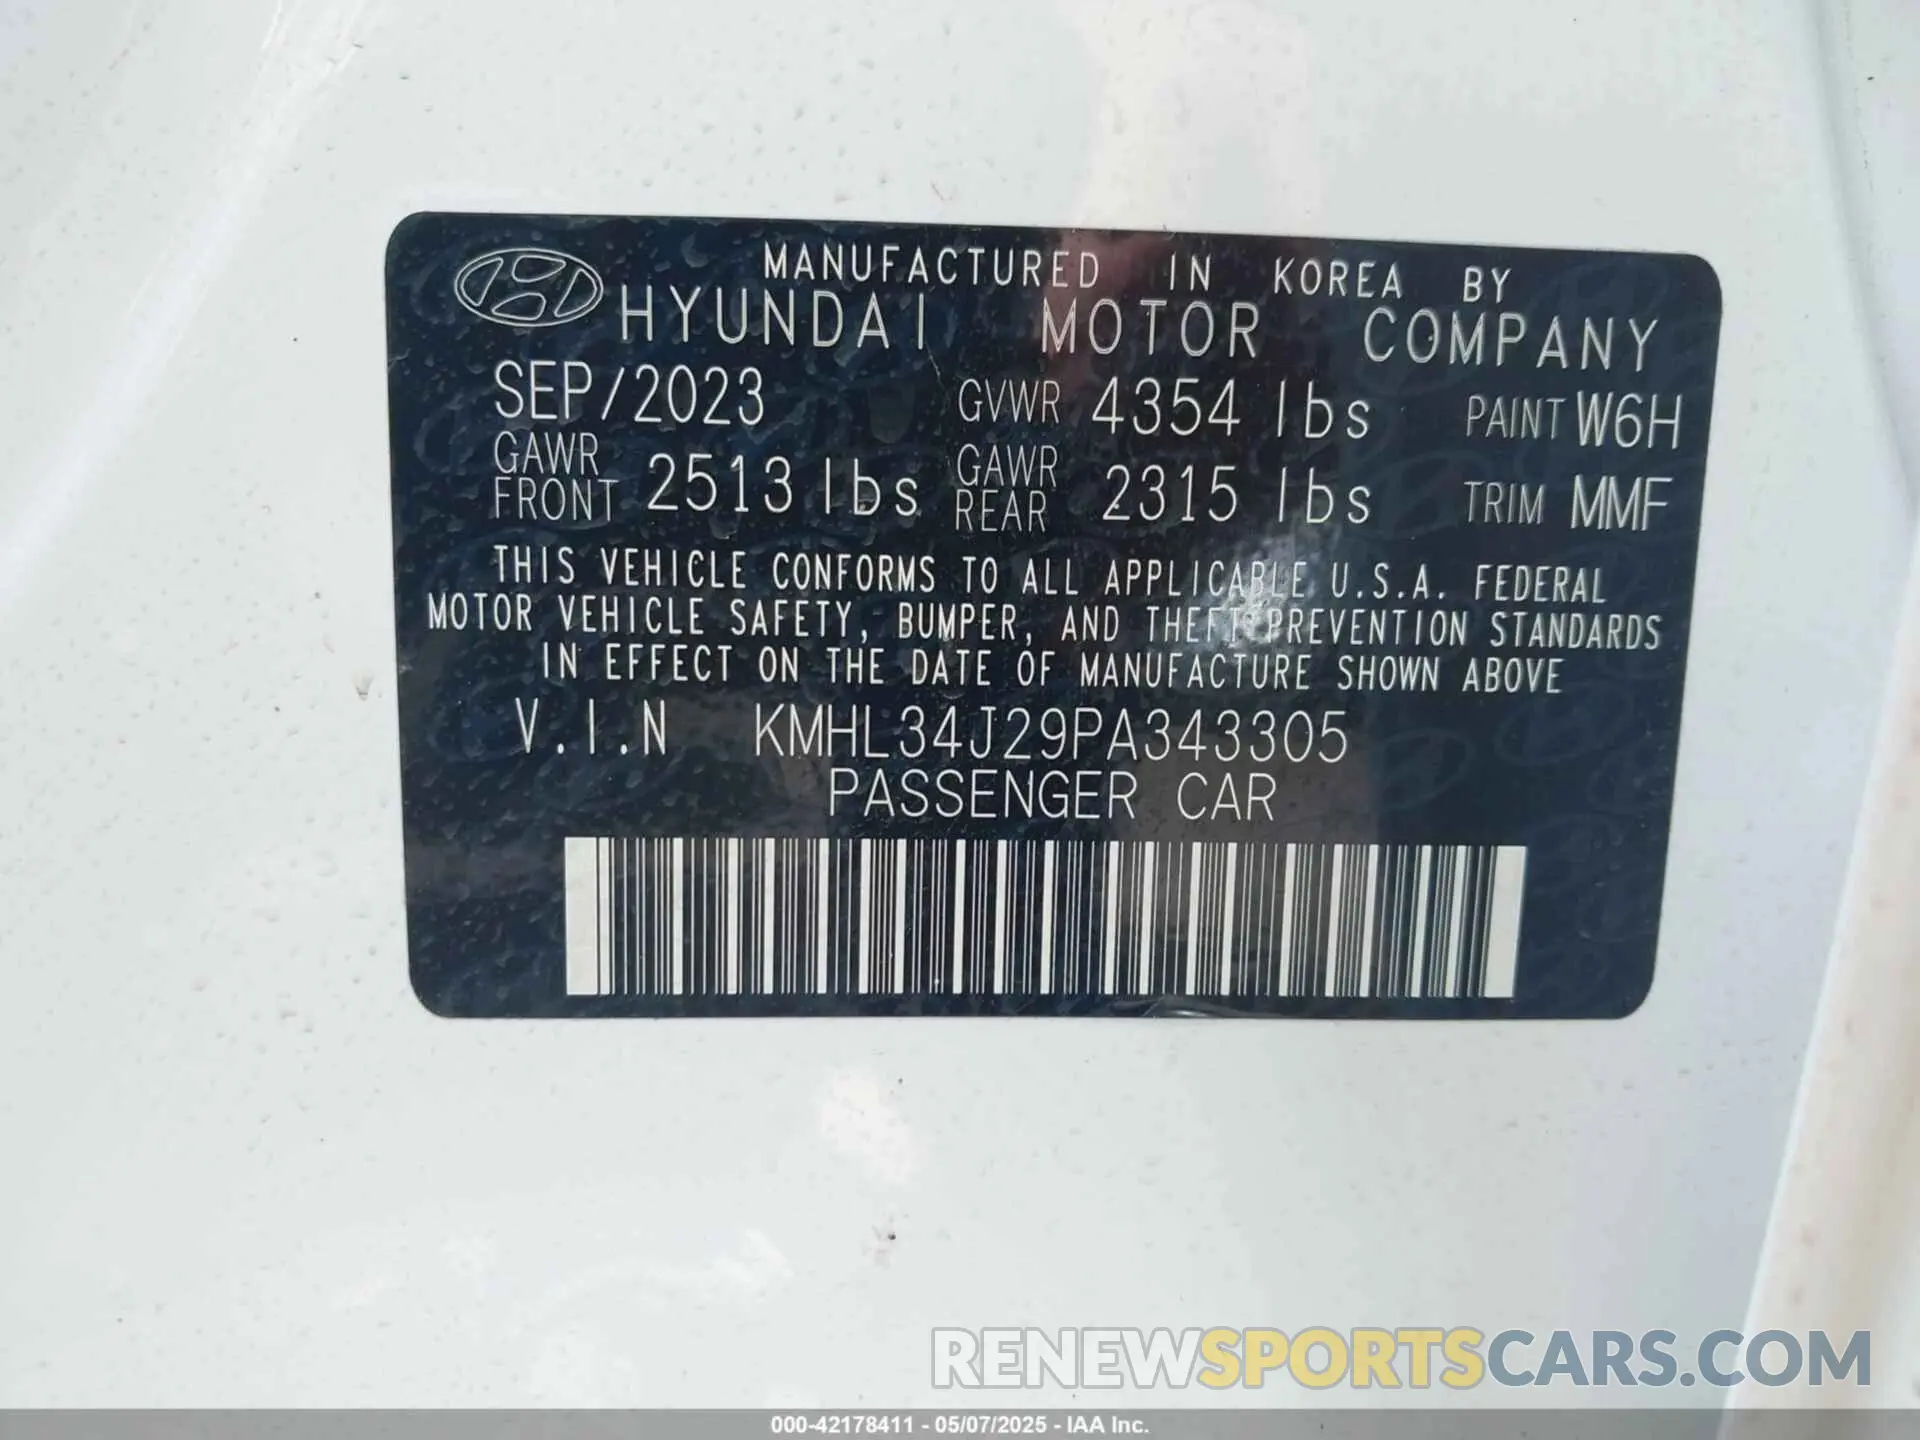 MANUFACTURED IN KOREA BY
HYUNDAI MOTOR COMPANY
SEP/2023 GVWR 4354 lbs PAINT W6H
GAWR FRONT 2513 lbs GAWR REAR 2315 lbs TRIM MMF
THIS VEHICLE CONFORMS TO ALL APPLICABLE U.S.A. FEDERAL
MOTOR VEHICLE SAFETY, BUMPER, AND THEFT PREVENTION STANDARDS
IN EFFECT ON THE DATE OF MANUFACTURE SHOWN ABOVE
V.I.N KMHL34J29PA343305
PASSENGER CAR
RENEWSPORTSCARS.COM
000-42178411 - 05/07/2025 - IAA Inc.